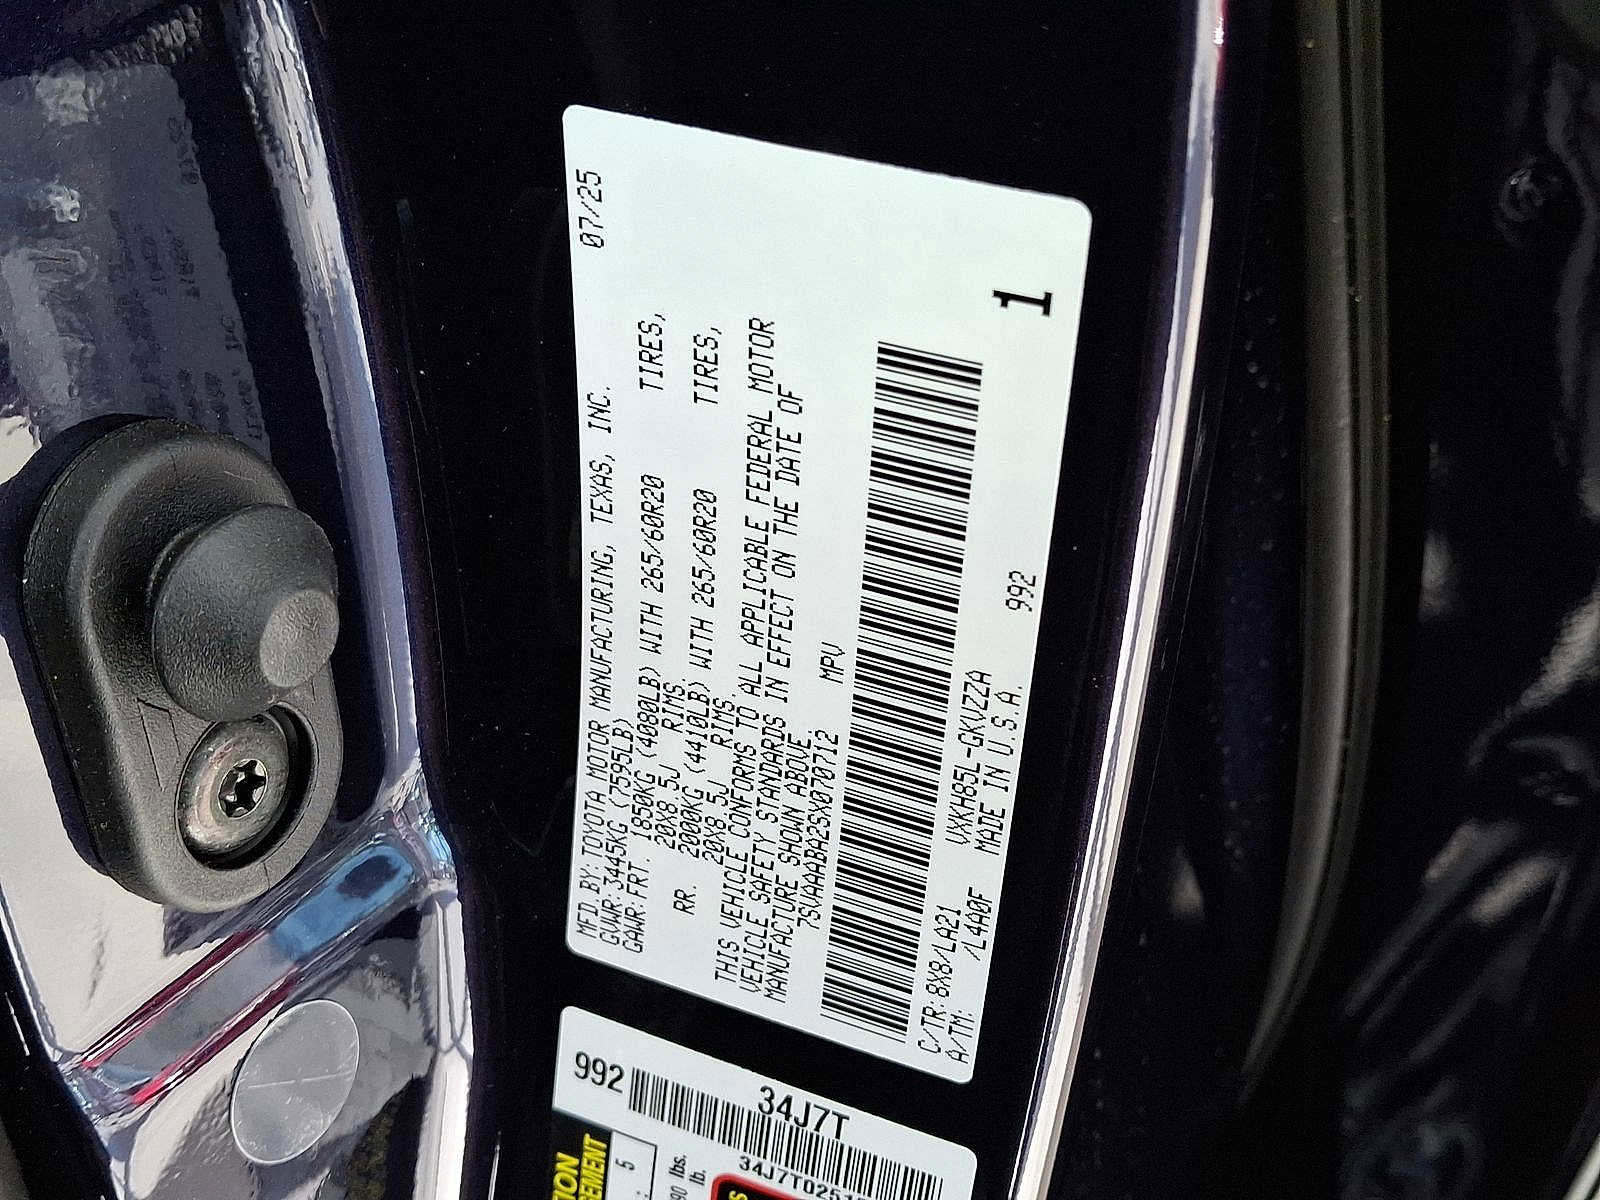 MFD.BY:TOYOTA MOTOR MANUFACTURING, TEXAS, INC. 07/25
GVWR:3445KG (7595LB)
GAWR:FRT. 1850KG (4080LB) WITH 265/60R20 TIRES,
20X8.5J RIMS.
RR. 2000KG (4410LB) WITH 265/60R20 TIRES,
20X8.5J RIMS
THIS VEHICLE CONFORMS TO ALL APPLICABLE FEDERAL MOTOR
VEHICLE SAFETY STANDARDS IN EFFECT ON THE DATE OF
MANUFACTURE SHOWN ABOVE.
7SVAAABA2SX070712 MPV
1
C/TR:8X8/LA21 VXKH85L-GKVZZA
A/TM: /L4A0F MADE IN U.S.A. 992
992
34J7T
5
lbs.
lb.